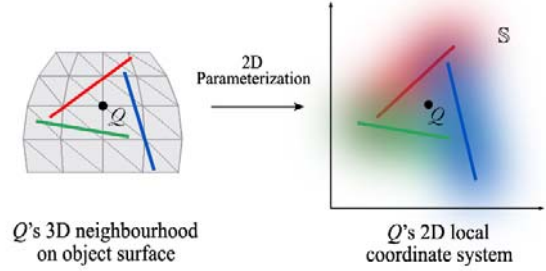 2D
Parameterization
𝕊
Q
Q
Q's 3D neighbourhood
on object surface
Q's 2D local
coordinate system